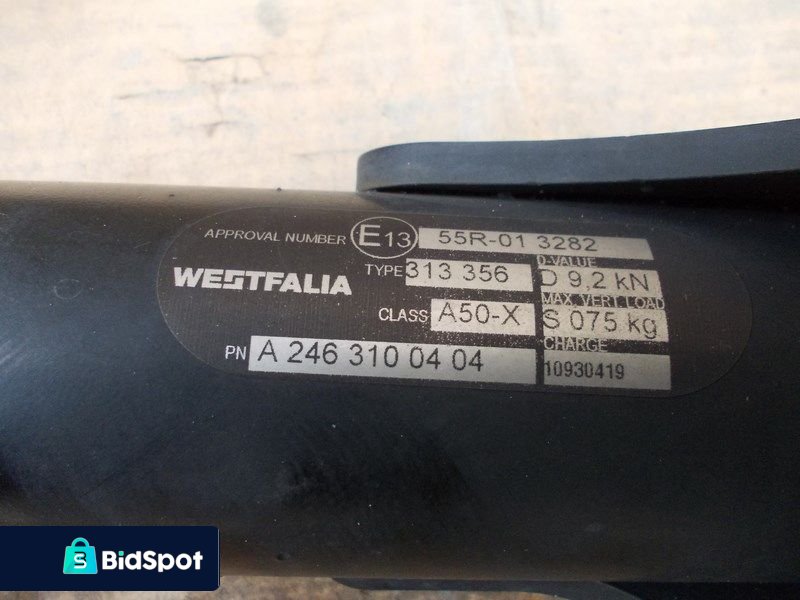 APPROVAL NUMBER E13 55R-01 3282
WESTFALIA TYPE 313 356 D-VALUE D 9,2 kN
CLASS A50-X MAX. VERT. LOAD S 075 kg
PN A 246 310 04 04 CHARGE 10930419
BidSpot